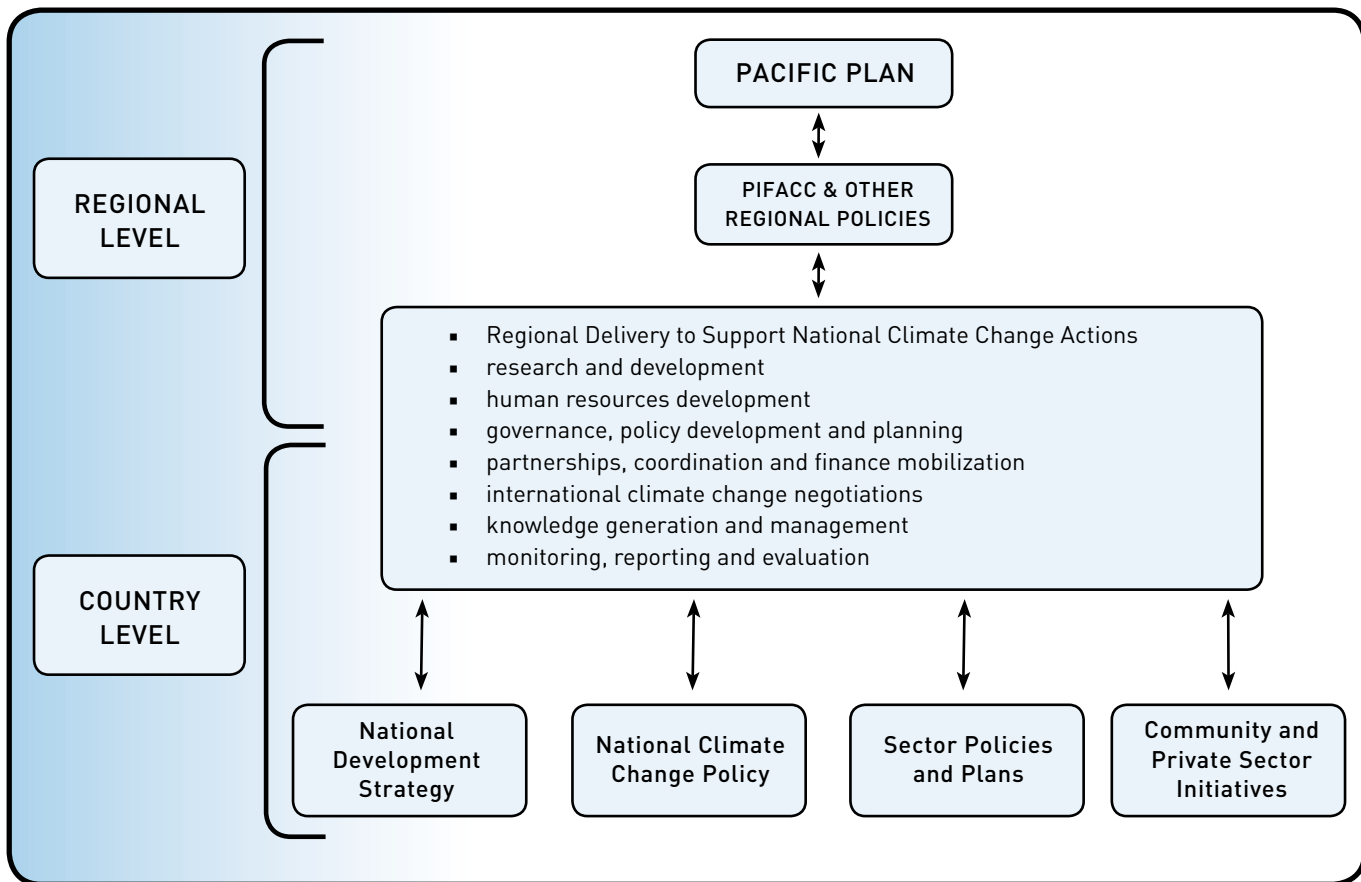 PACIFIC PLAN
REGIONAL
LEVEL
PIFACC & OTHER
REGIONAL POLICIES
▪ Regional Delivery to Support National Climate Change Actions
▪ research and development
▪ human resources development
▪ governance, policy development and planning
▪ partnerships, coordination and finance mobilization
▪ international climate change negotiations
▪ knowledge generation and management
▪ monitoring, reporting and evaluation
COUNTRY
LEVEL
National
Development
Strategy
National Climate
Change Policy
Sector Policies
and Plans
Community and
Private Sector
Initiatives